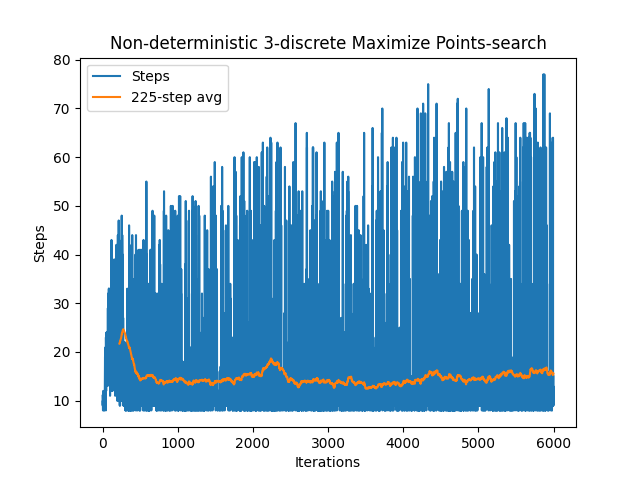 Non-deterministic 3-discrete Maximize Points-search
Steps
225-step avg
80
70
60
50
40
30
20
10
Steps
0 1000 2000 3000 4000 5000 6000
Iterations